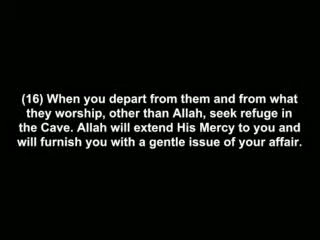 (16) When you depart from them and from what
they worship, other than Allah, seek refuge in
the Cave. Allah will extend His Mercy to you and
will furnish you with a gentle issue of your affair.